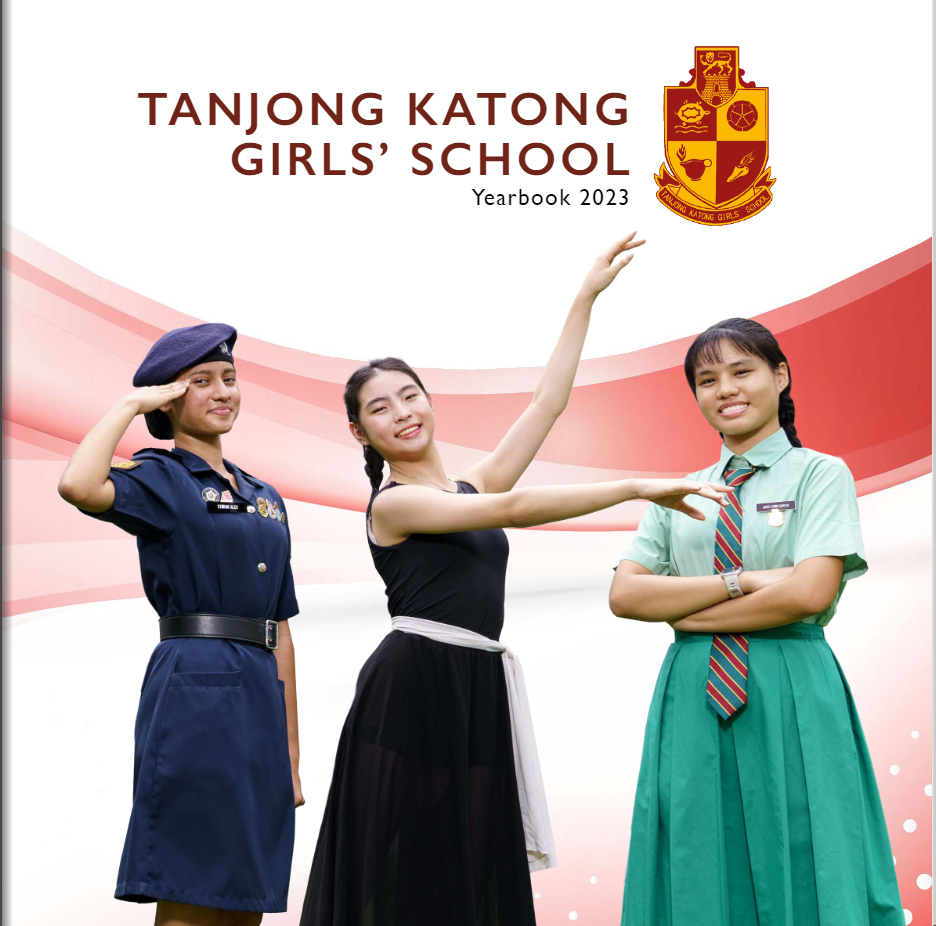 TANJONG KATONG
GIRLS’ SCHOOL
Yearbook 2023
TANJONG KATONG GIRLS' SCHOOL